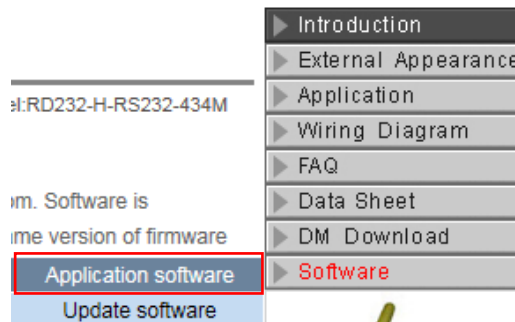 Introduction
External Appearance
Application
el:RD232-H-RS232-434M
Wiring Diagram
FAQ
om. Software is
Data Sheet
ame version of firmware
DM Download
Application software
Software
Update software